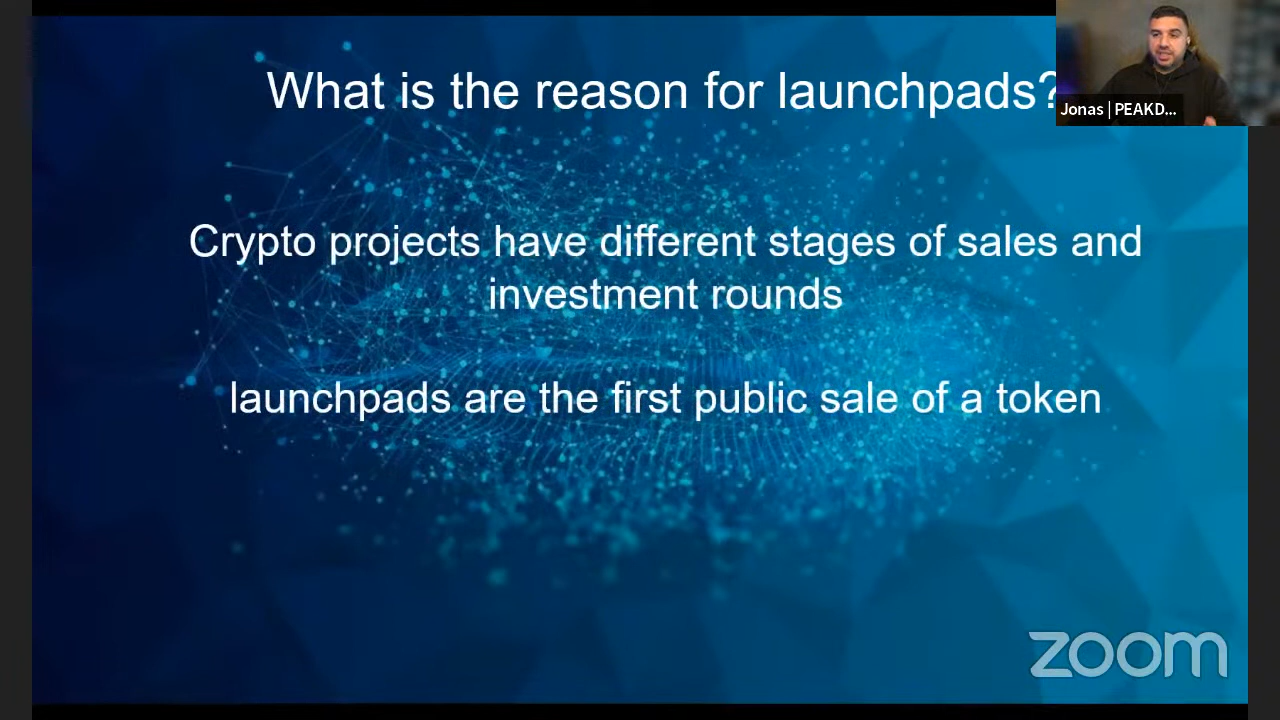 What is the reason for launchpads?
Jonas | PEAKD...
Crypto projects have different stages of sales and
investment rounds
launchpads are the first public sale of a token
zoom